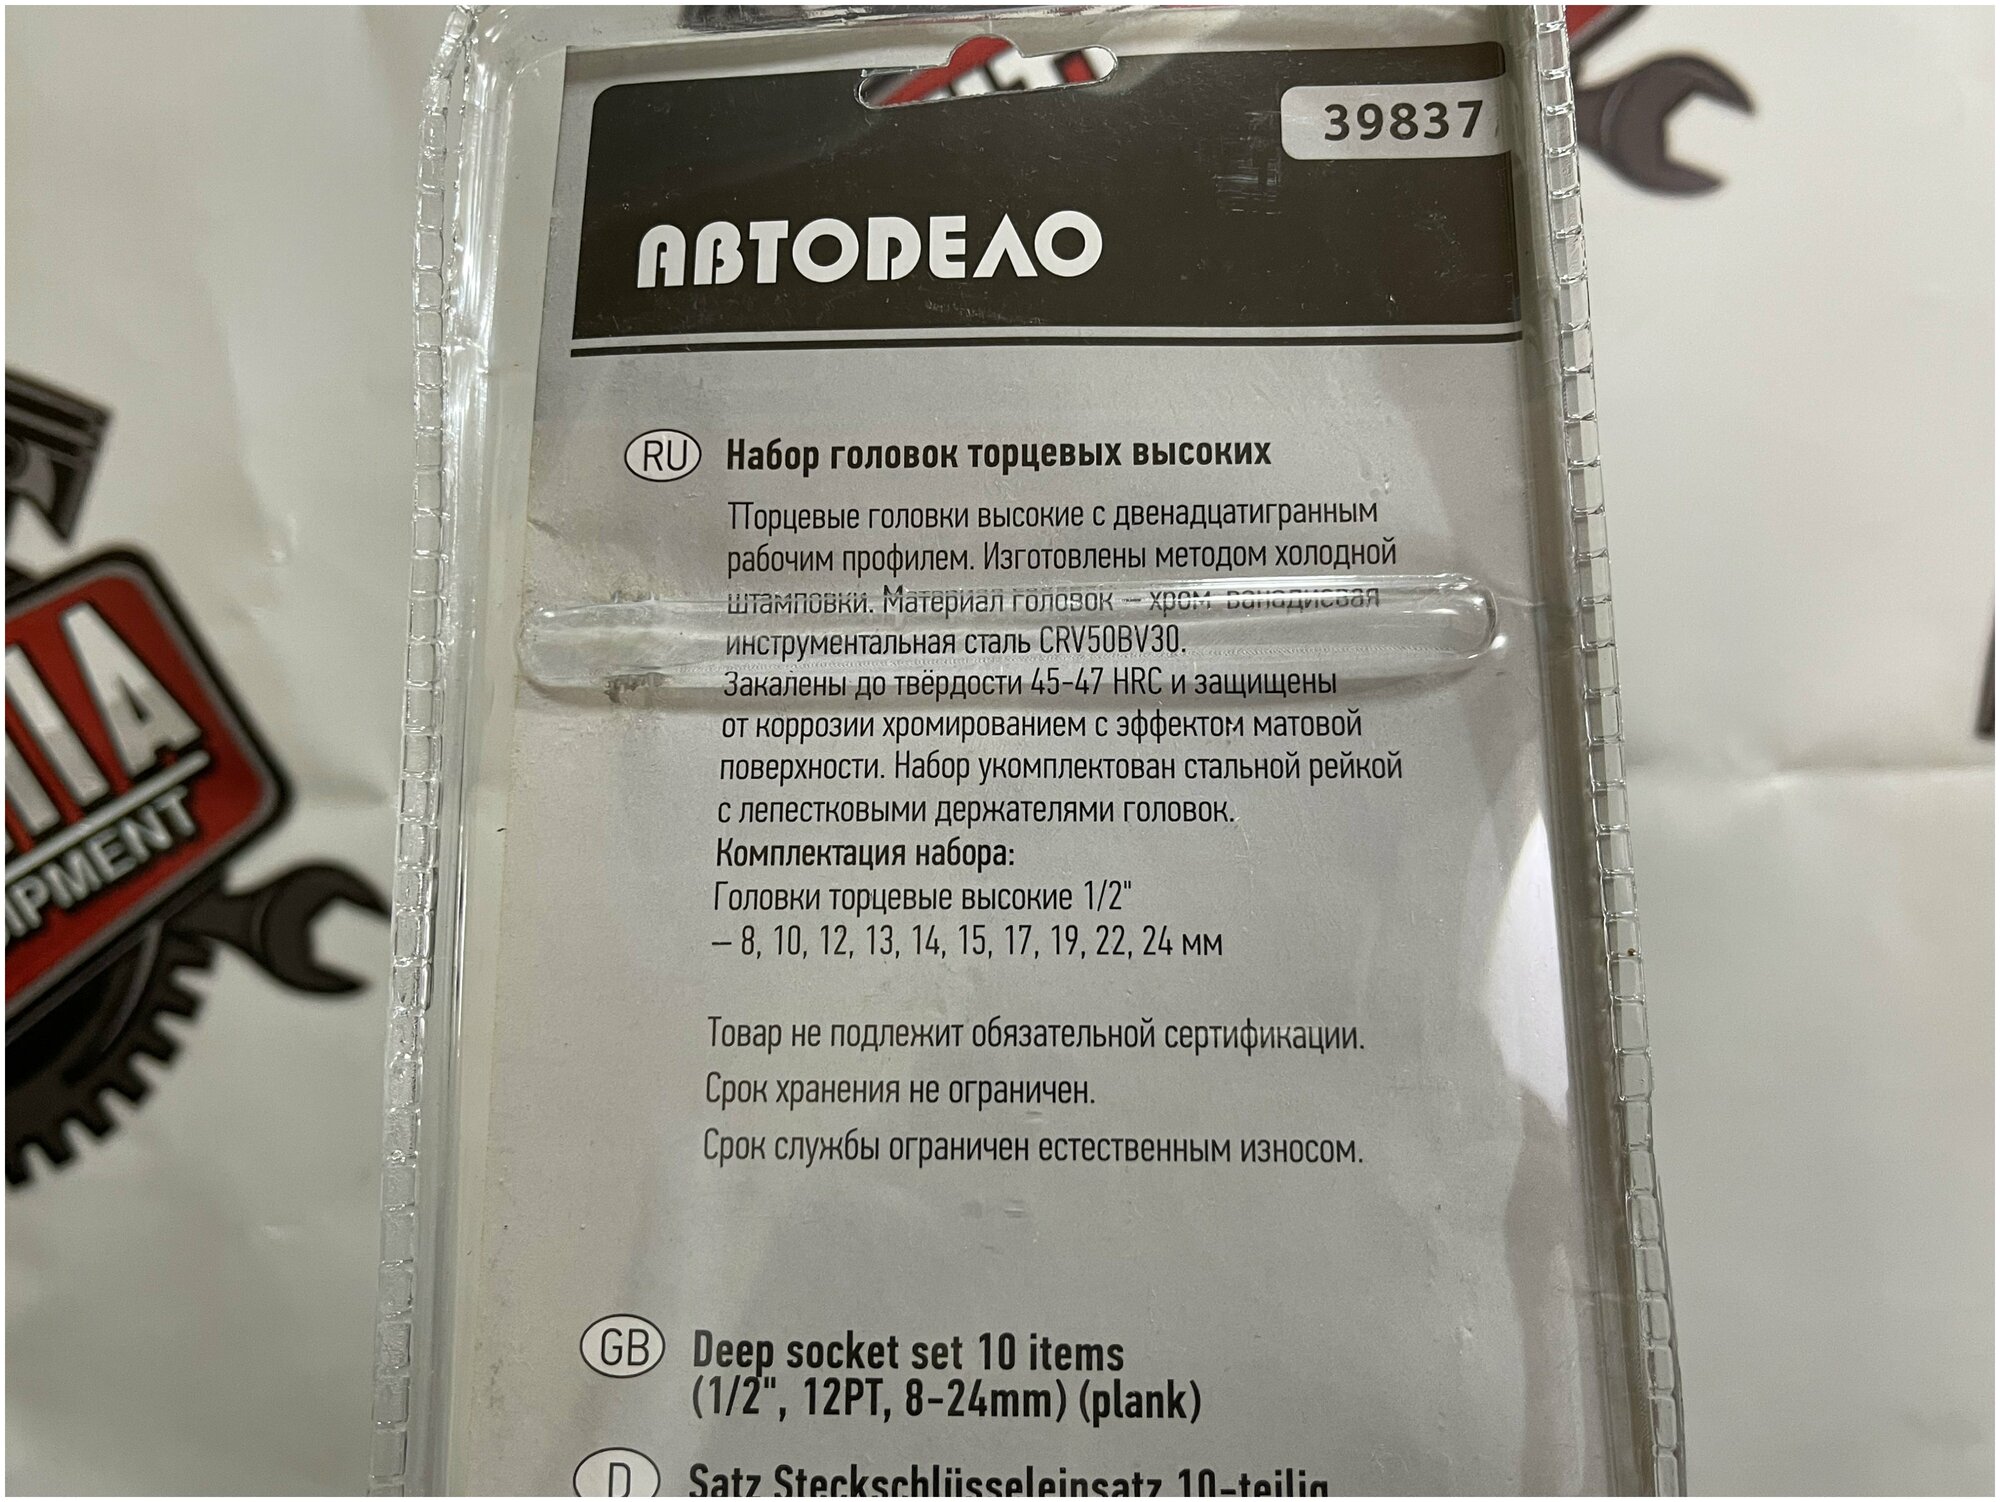 39837
АВТОДЕЛО
RU Набор головок торцевых высоких
ТТорцевые головки высокие с двенадцатигранным
рабочим профилем. Изготовлены методом холодной
штамповки. Материал головок – хром-ванадиевая
инструментальная сталь CRV50BV30.
Закалены до твёрдости 45-47 HRC и защищены
от коррозии хромированием с эффектом матовой
поверхности. Набор укомплектован стальной рейкой
с лепестковыми держателями головок.
Комплектация набора:
Головки торцевые высокие 1/2"
– 8, 10, 12, 13, 14, 15, 17, 19, 22, 24 мм
Товар не подлежит обязательной сертификации.
Срок хранения не ограничен.
Срок службы ограничен естественным износом.
GB Deep socket set 10 items
(1/2", 12PT, 8-24mm) (plank)
D Satz Steckschlüsseleinsatz 10-teilig